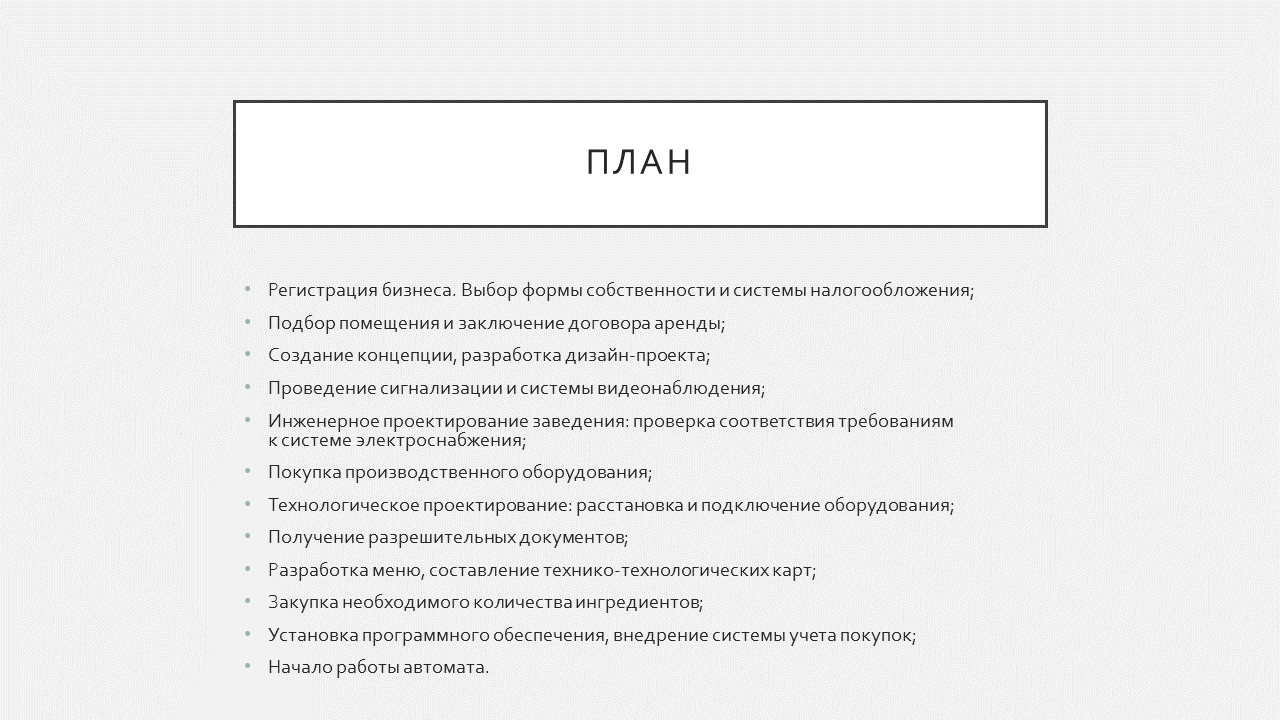 ПЛАН
• Регистрация бизнеса. Выбор формы собственности и системы налогообложения;
• Подбор помещения и заключение договора аренды;
• Создание концепции, разработка дизайн-проекта;
• Проведение сигнализации и системы видеонаблюдения;
• Инженерное проектирование заведения: проверка соответствия требованиям
к системе электроснабжения;
• Покупка производственного оборудования;
• Технологическое проектирование: расстановка и подключение оборудования;
• Получение разрешительных документов;
• Разработка меню, составление технико-технологических карт;
• Закупка необходимого количества ингредиентов;
• Установка программного обеспечения, внедрение системы учета покупок;
• Начало работы автомата.